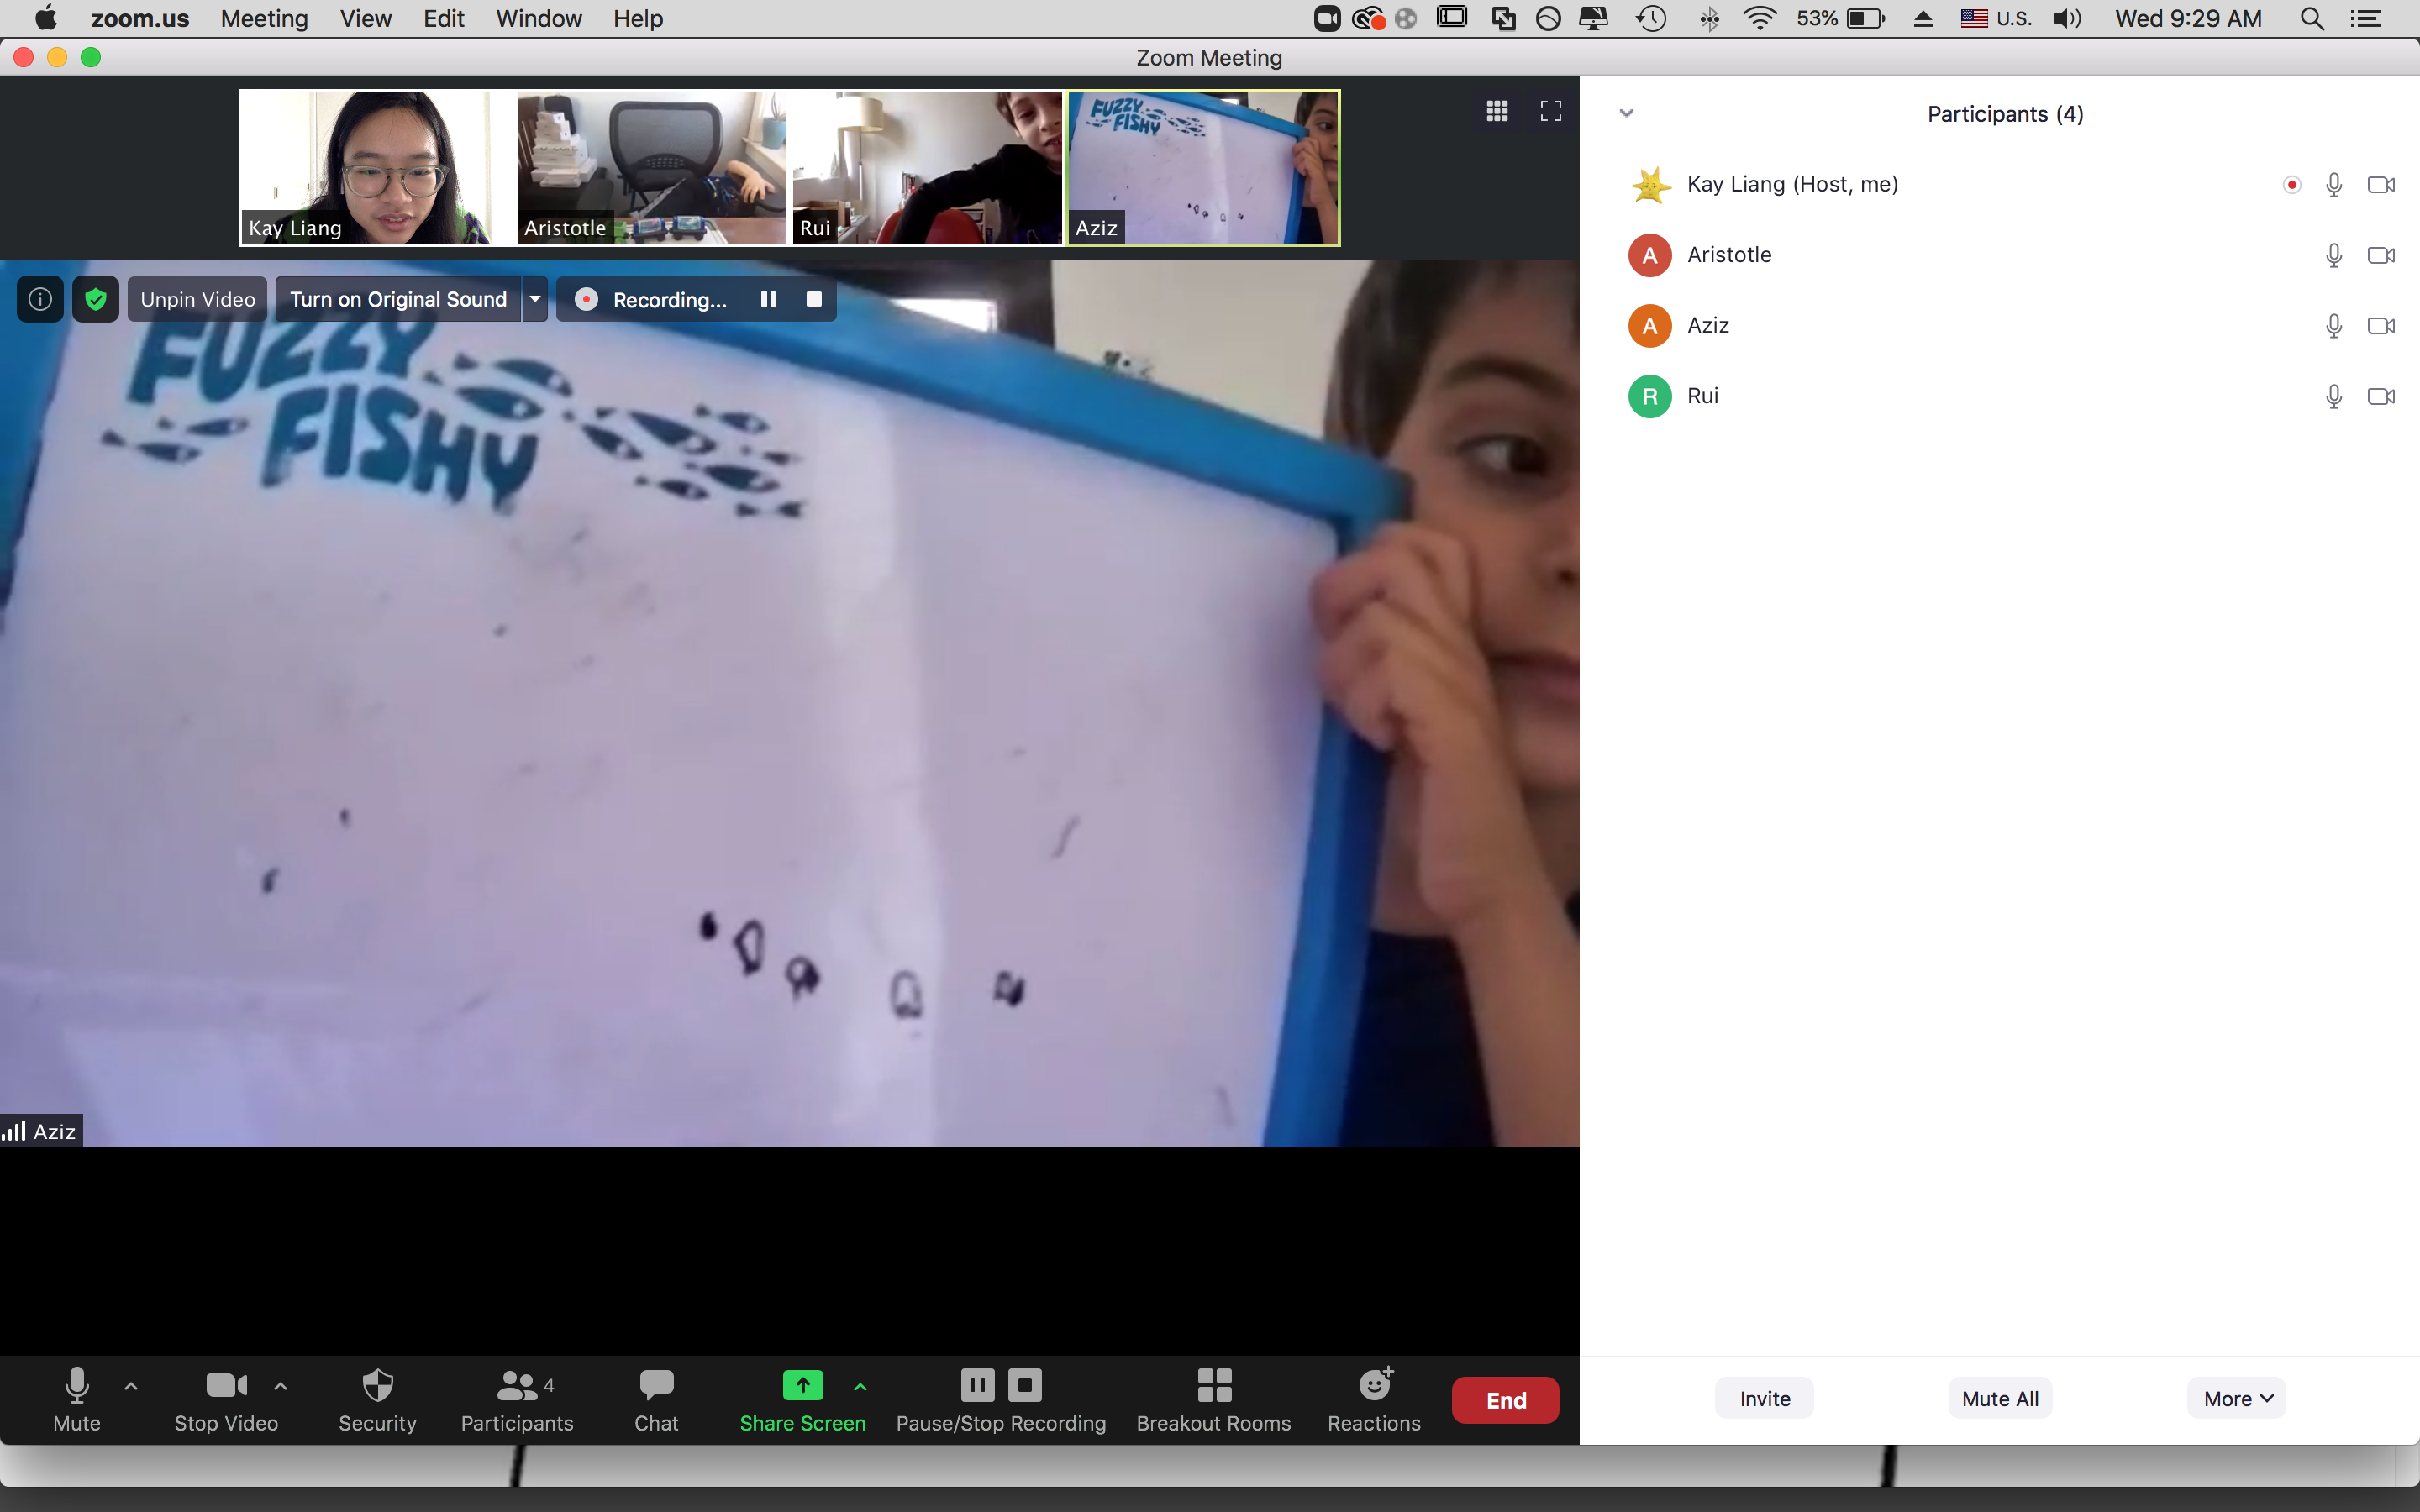 zoom.us Meeting View Edit Window Help 53% U.S. Wed 9:29 AM
Zoom Meeting
Kay Liang
Aristotle
Rui
Aziz
FUZZY
FISHY
Unpin Video
Turn on Original Sound
Recording...
FUZZY
FISHY
Aziz
Participants (4)
Kay Liang (Host, me)
A Aristotle
A Aziz
R Rui
Mute
Stop Video
Security
4
Participants
Chat
Share Screen
Pause/Stop Recording
Breakout Rooms
Reactions
End
Invite
Mute All
More